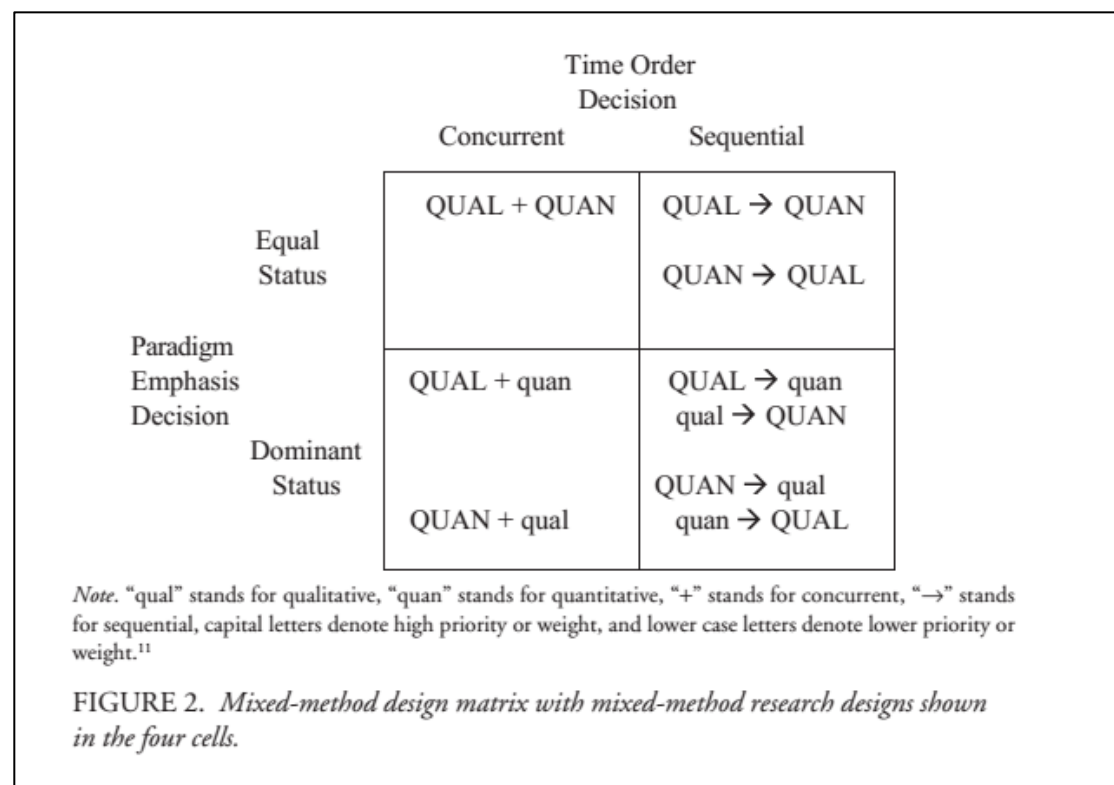 Time Order
Decision
Concurrent Sequential
QUAL + QUAN QUAL → QUAN
Equal
Status QUAN → QUAL
Paradigm
Emphasis QUAL + quan QUAL → quan
Decision qual → QUAN
Dominant
Status QUAN → qual
QUAN + qual quan → QUAL
Note. “qual” stands for qualitative, “quan” stands for quantitative, “+” stands for concurrent, “→” stands
for sequential, capital letters denote high priority or weight, and lower case letters denote lower priority or
weight.¹¹
FIGURE 2. Mixed-method design matrix with mixed-method research designs shown
in the four cells.